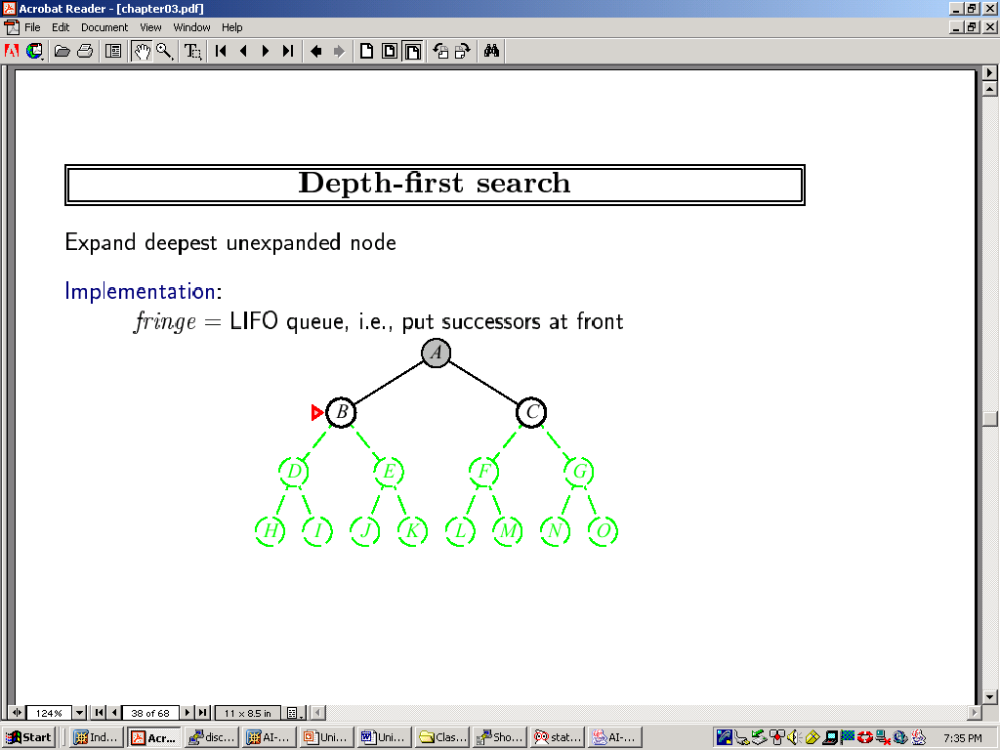 Acrobat Reader - [chapter03.pdf]
File Edit Document View Window Help
Depth-first search
Expand deepest unexpanded node
Implementation:
fringe = LIFO queue, i.e., put successors at front
A
B C
D E F G
H I J K L M N O
124% 38 of 68 11 x 8.5 in
Start Ind... Acr... disc... AI-... Uni... Uni... Clas... Sho... stat... AI-... 7:35 PM